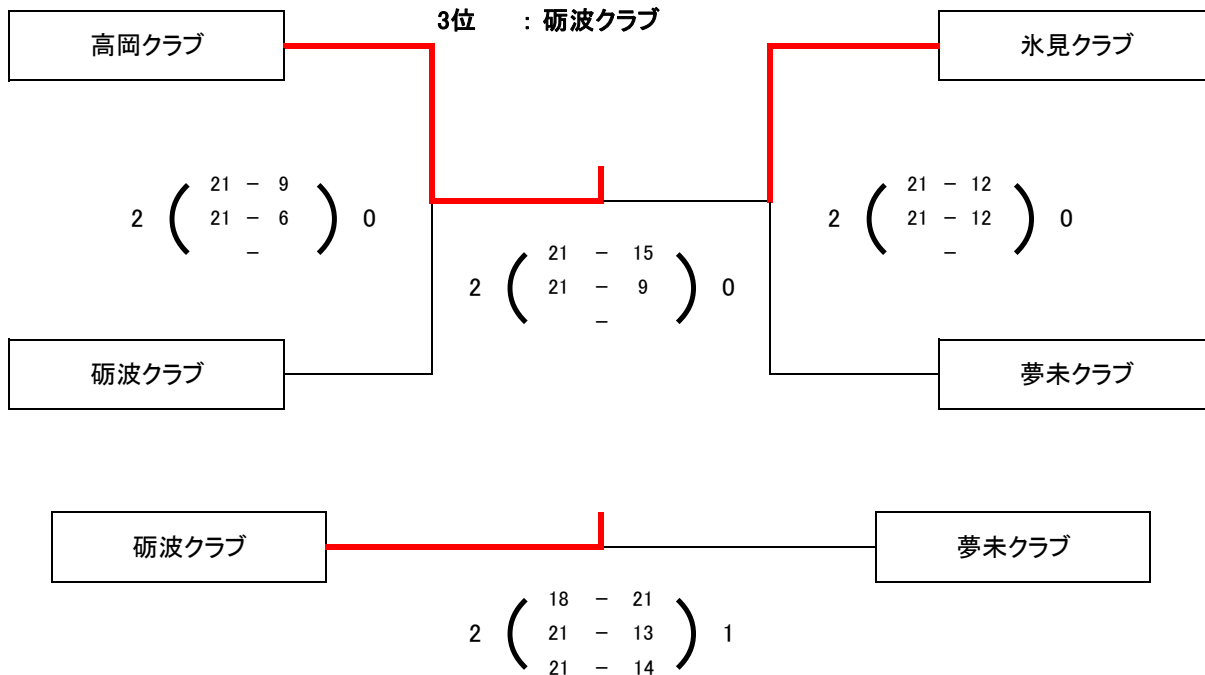 3位 : 砺波クラブ
高岡クラブ
氷見クラブ
21 － 9
2 ( 21 － 6 ) 0
－
21 － 12
2 ( 21 － 12 ) 0
－
21 － 15
2 ( 21 － 9 ) 0
－
砺波クラブ
夢未クラブ
砺波クラブ
夢未クラブ
18 － 21
2 ( 21 － 13 ) 1
21 － 14